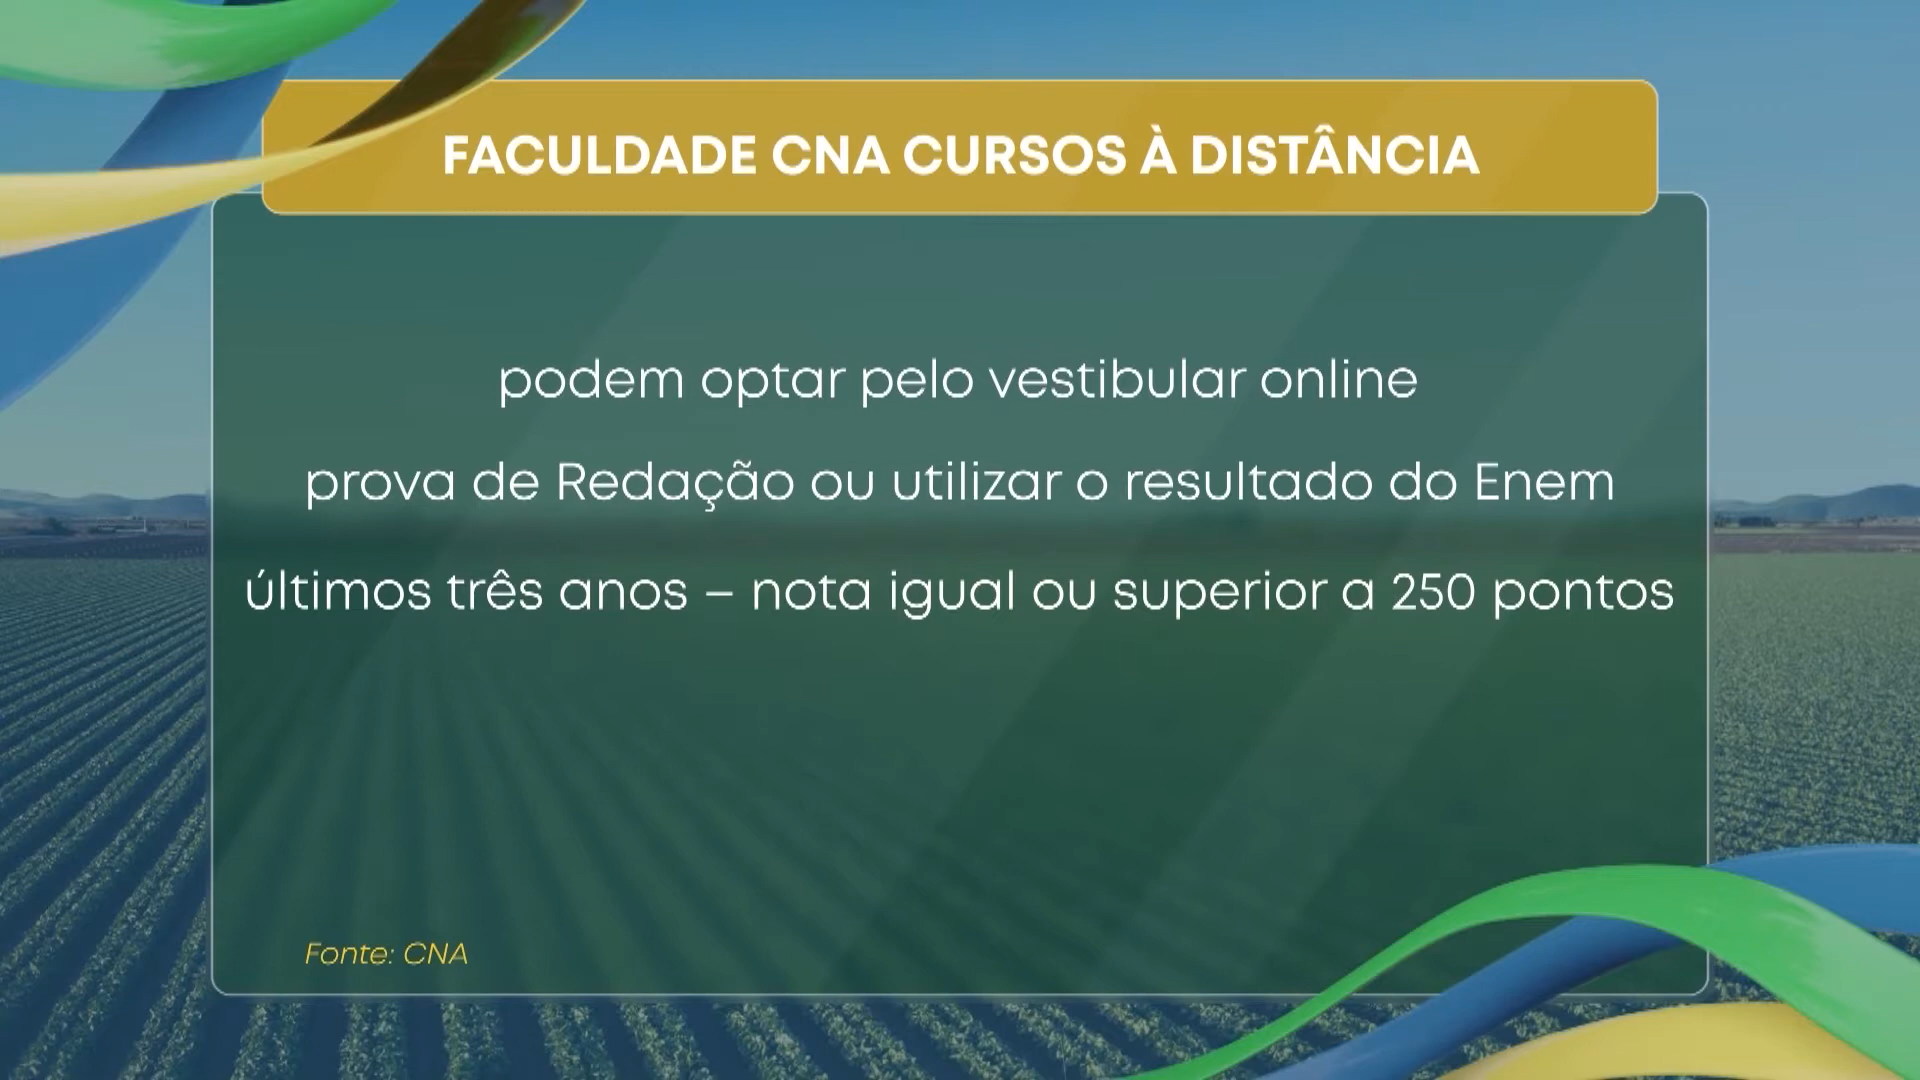 FACULDADE CNA CURSOS À DISTÂNCIA
podem optar pelo vestibular online
prova de Redação ou utilizar o resultado do Enem
últimos três anos – nota igual ou superior a 250 pontos
Fonte: CNA